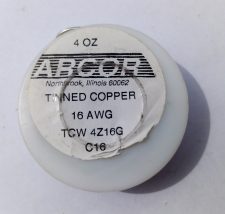 4 OZ
ARCOR
Northbrook, Illinois 60062
TINNED COPPER
16 AWG
TCW 4Z16G
C16